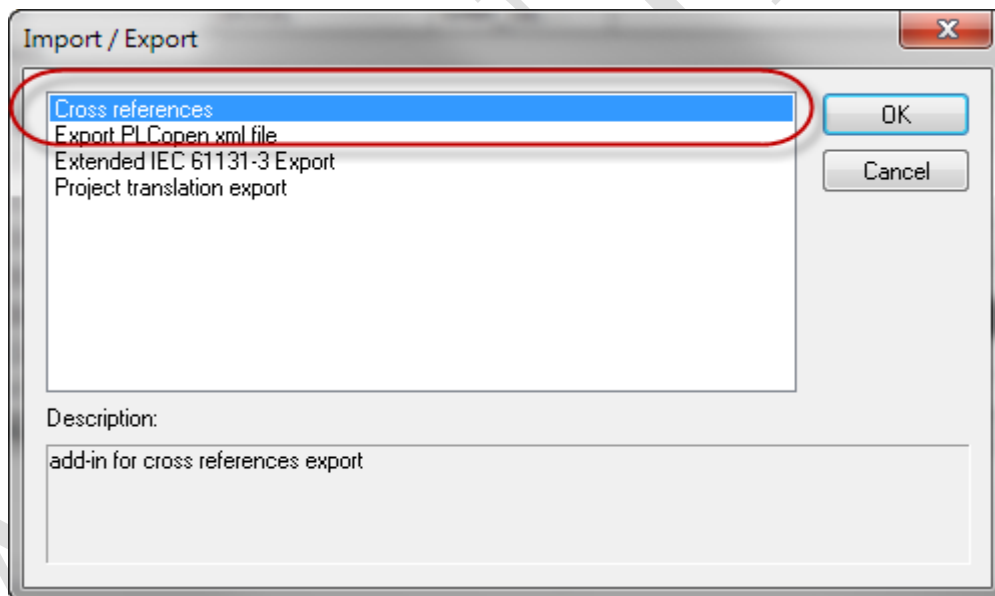 Import / Export
Cross references
Export PLCopen xml file
Extended IEC 61131-3 Export
Project translation export
OK
Cancel
Description:
add-in for cross references export